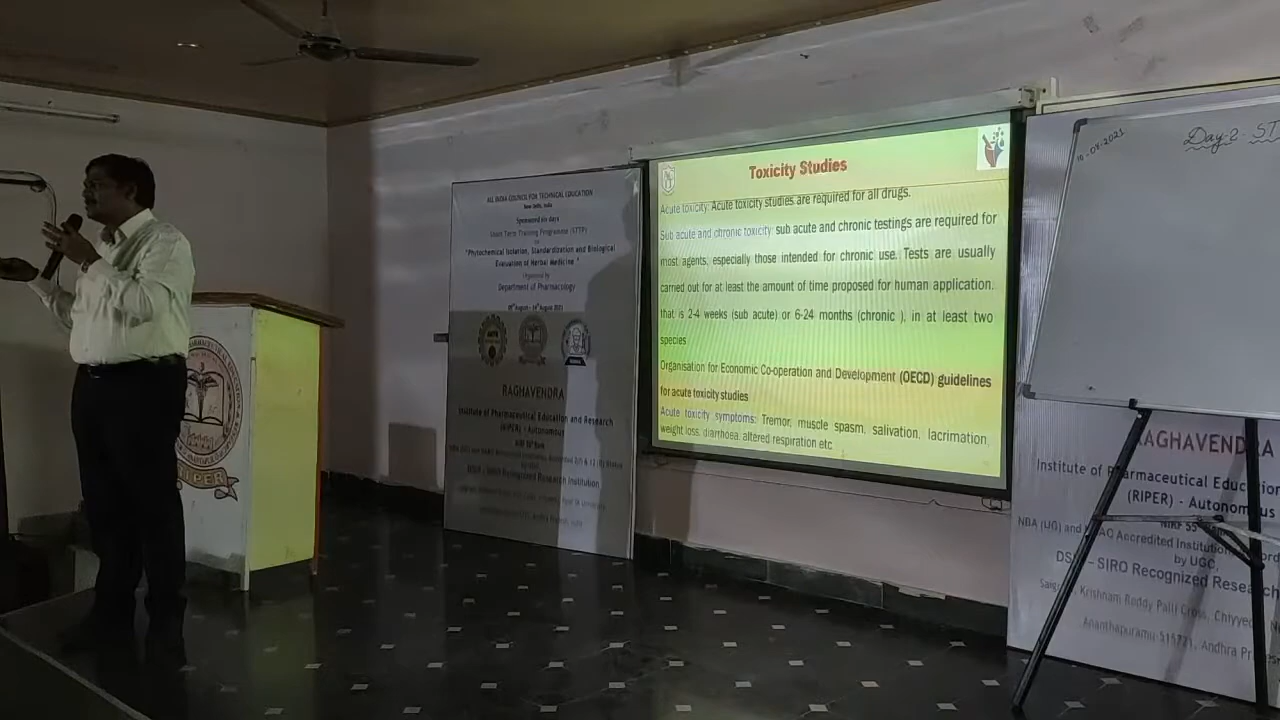 ALL INDIA COUNCIL FOR TECHNICAL EDUCATION
New Delhi, India
Sponsored six days
Short Term Training Programme (STTP)
on
"Phytochemical Isolation, Standardization and Biological
Evaluation of Herbal Medicine "
Organized by
Department of Pharmacology
RAGHAVENDRA
Institute of Pharmaceutical Education and Research
(RIPER) - Autonomous
DSIR - SIRO Recognized Research Institution
Toxicity Studies
Acute toxicity: Acute toxicity studies are required for all drugs.
Sub acute and chronic toxicity: sub acute and chronic testings are required for
most agents, especially those intended for chronic use. Tests are usually
carried out for at least the amount of time proposed for human application.
that is 2-4 weeks (sub acute) or 6-24 months (chronic ), in at least two
species
Organisation for Economic Co-operation and Development (OECD) guidelines
for acute toxicity studies
Acute toxicity symptoms: Tremor, muscle spasm, salivation, lacrimation,
weight loss, diarrhoea, altered respiration etc
Day-2 ST
RAGHAVENDRA
Institute of Pharmaceutical Education
(RIPER) - Autonomous
NBA (UG) and Accredited Institution
by UGC,
SIRO Recognized Research
Krishnam Reddy Palli Cross,
Ananthapuramu 515721, Andhra
RIPER